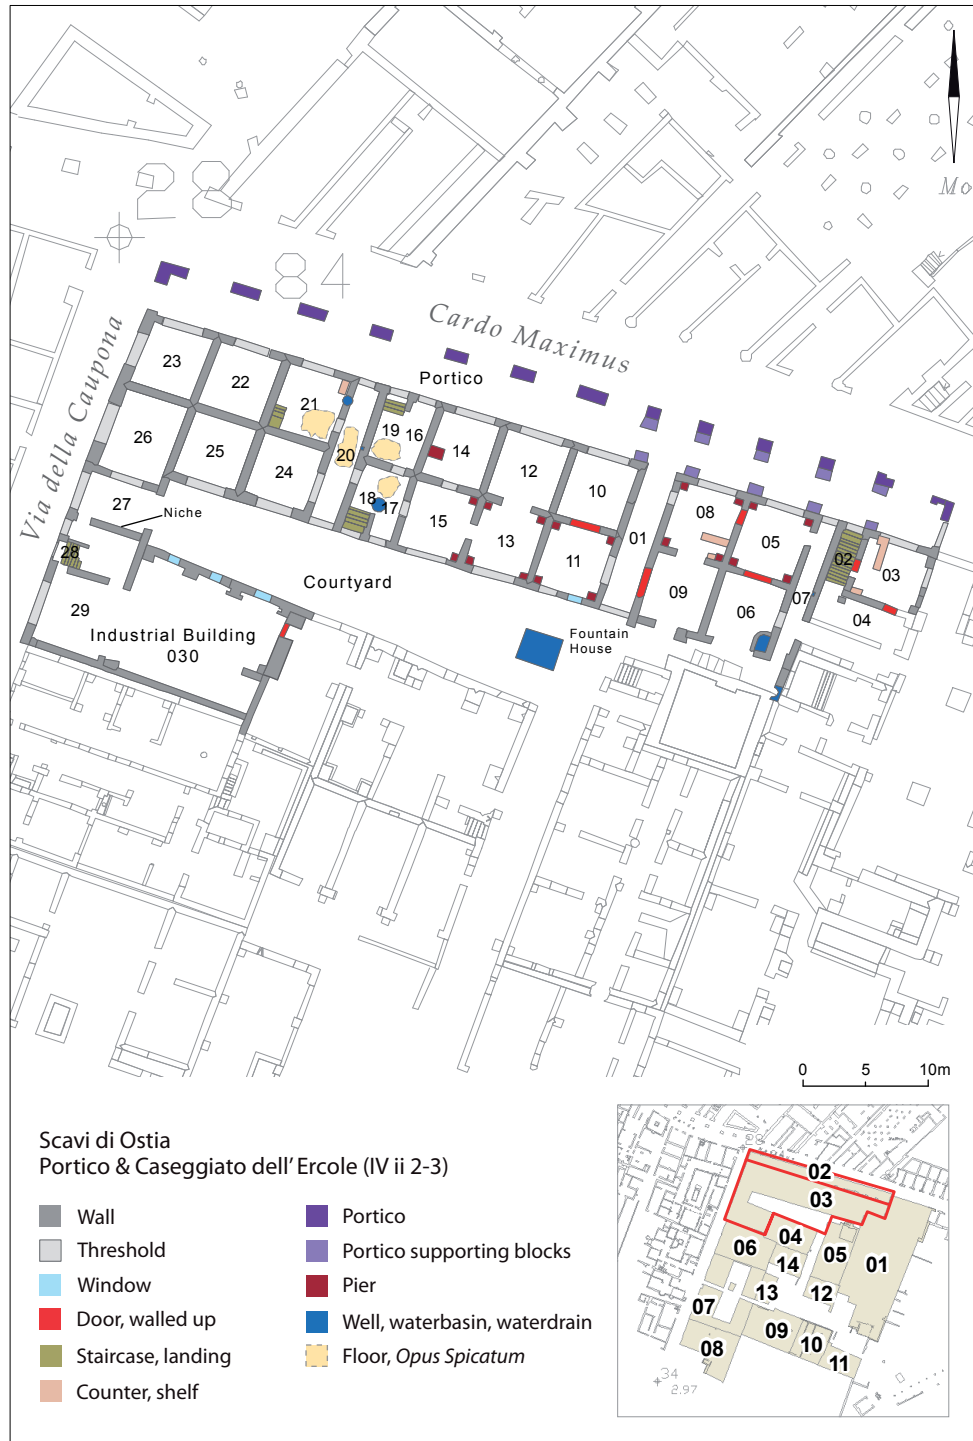 28
84
Mo
Cardo Maximus
Via della Caupona
Portico
23
22
21
20
19
16
14
12
10
26
25
24
18
17
15
13
11
01
08
05
02
03
09
06
07
04
27
Niche
28
29
Courtyard
Industrial Building
030
Fountain
House
0 5 10m
Scavi di Ostia
Portico & Caseggiato dell' Ercole (IV ii 2-3)
Wall
Threshold
Window
Door, walled up
Staircase, landing
Counter, shelf
Portico
Portico supporting blocks
Pier
Well, waterbasin, waterdrain
Floor, Opus Spicatum
02
03
04
06
05
01
14
13
12
07
09
10
08
11
34
2.97